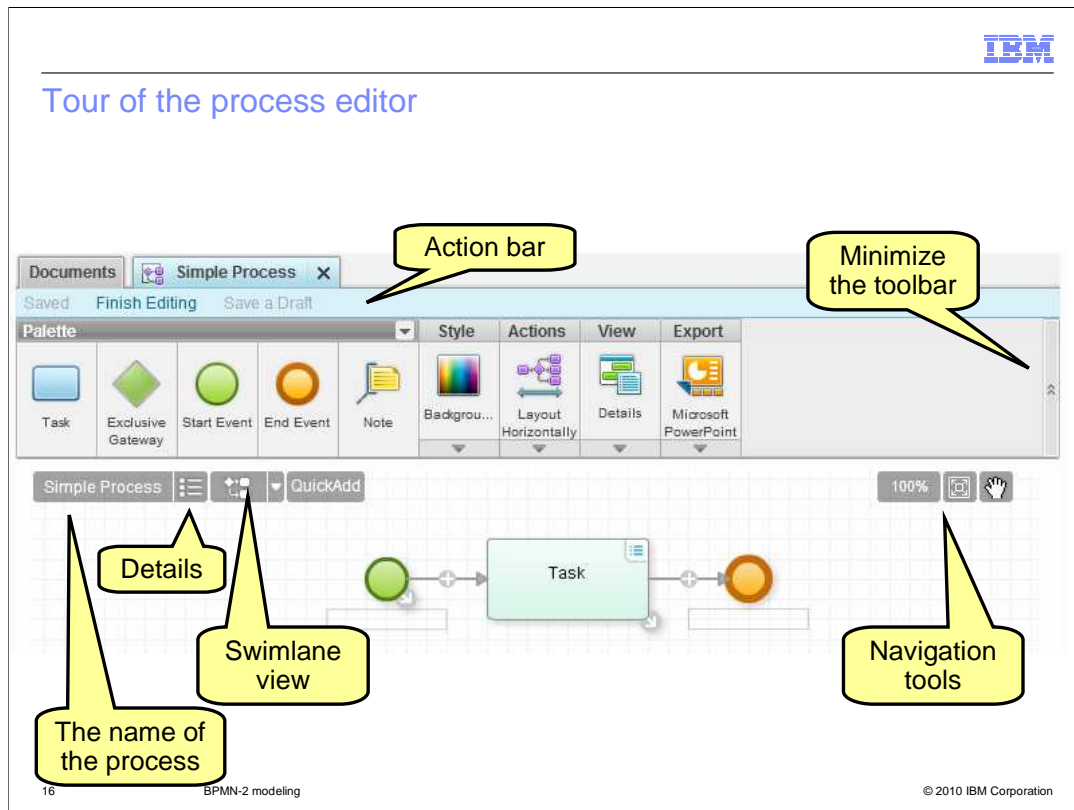 IBM
Tour of the process editor
Action bar
Minimize
the toolbar
Documents
Simple Process X
Saved Finish Editing Save a Draft
Palette Style Actions View Export
Task
Exclusive
Gateway
Start Event
End Event
Note
Backgrou...
Layout
Horizontally
Details
Microsoft
PowerPoint
Simple Process QuickAdd 100%
Details
Task
Swimlane
view
Navigation
tools
The name of
the process
16 BPMN-2 modeling © 2010 IBM Corporation